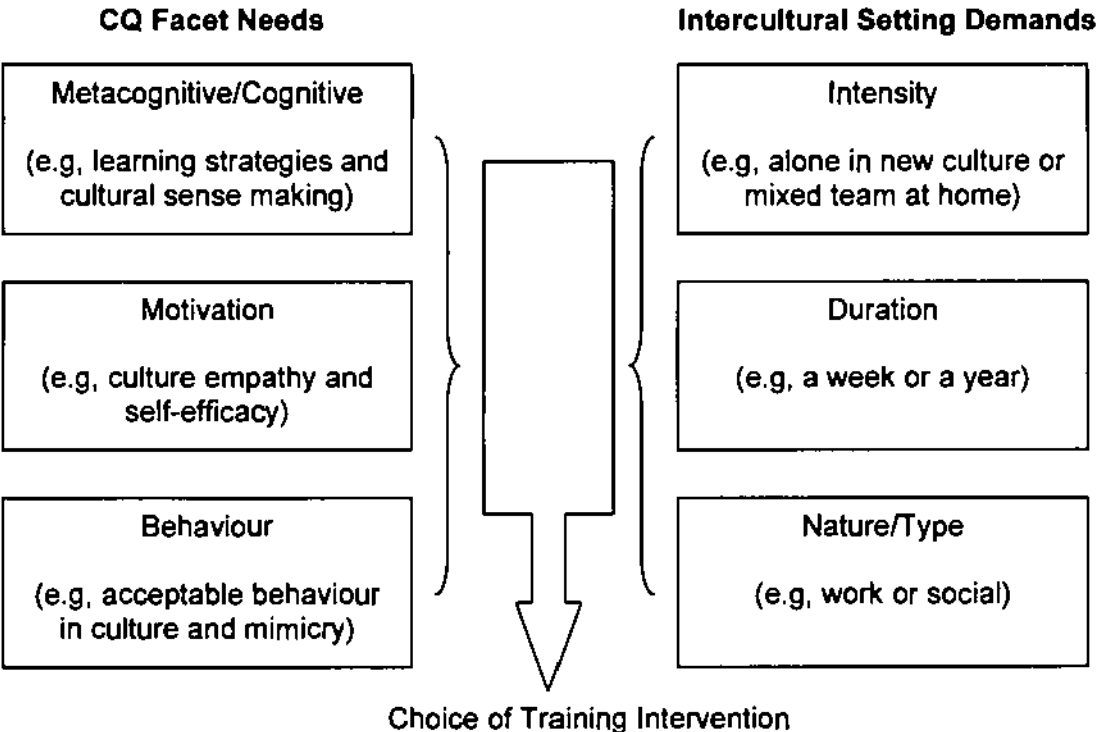 CQ Facet Needs
Metacognitive/Cognitive
(e.g, learning strategies and
cultural sense making)
Motivation
(e.g, culture empathy and
self-efficacy)
Behaviour
(e.g, acceptable behaviour
in culture and mimicry)
Intercultural Setting Demands
Intensity
(e.g, alone in new culture or
mixed team at home)
Duration
(e.g, a week or a year)
Nature/Type
(e.g, work or social)
Choice of Training Intervention